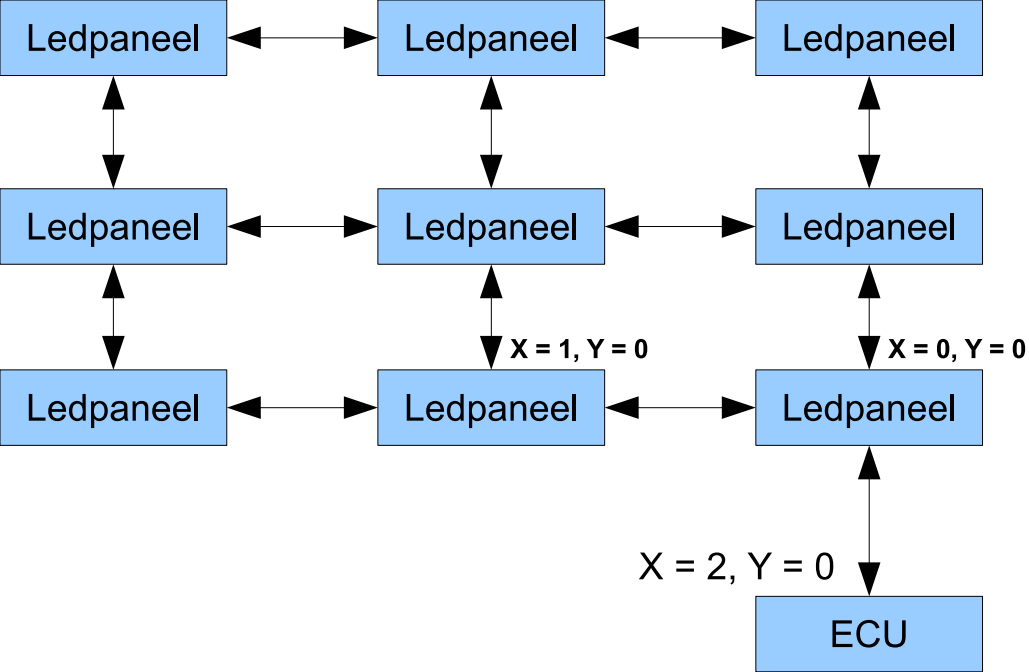 Ledpaneel Ledpaneel Ledpaneel
Ledpaneel Ledpaneel Ledpaneel
X = 1, Y = 0 X = 0, Y = 0
Ledpaneel Ledpaneel Ledpaneel
X = 2, Y = 0
ECU